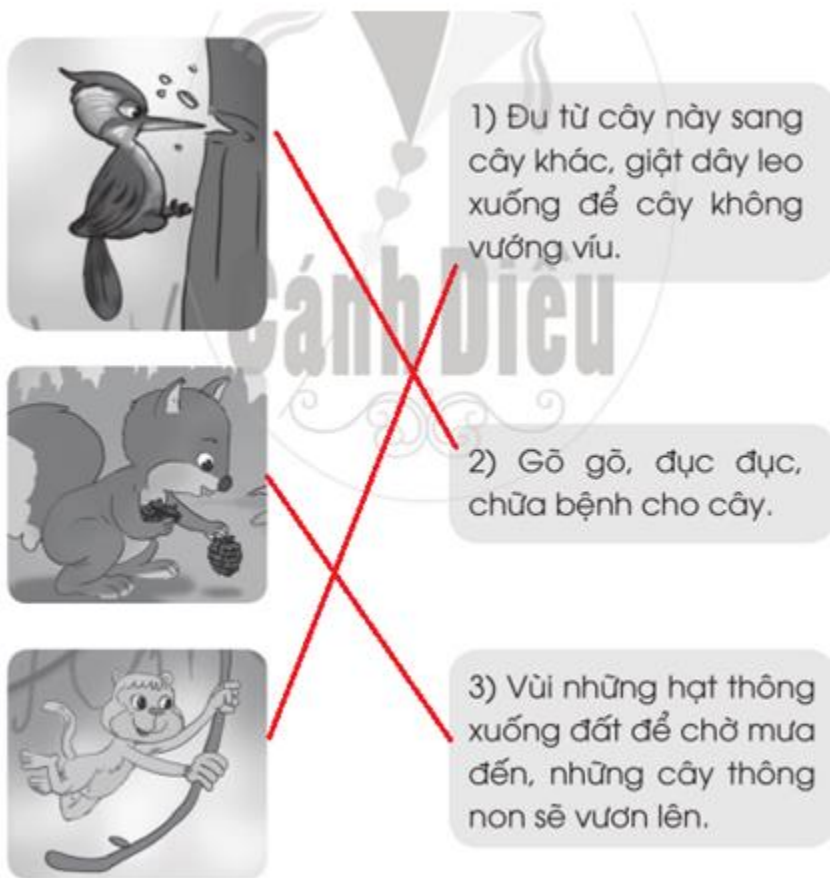 1) Đu từ cây này sang
cây khác, giật dây leo
xuống để cây không
vướng víu.
Cánh Diều
2) Gõ gõ, đục đục,
chữa bệnh cho cây.
3) Vùi những hạt thông
xuống đất để chờ mưa
đến, những cây thông
non sẽ vươn lên.